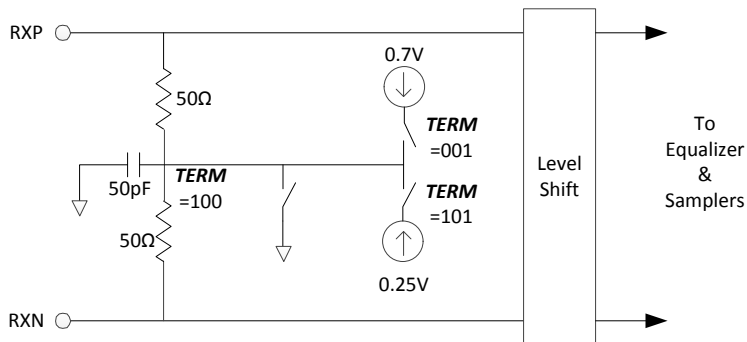 RXP
50Ω
0.7V
TERM
=001
50pF
TERM
=100
TERM
=101
50Ω
0.25V
RXN
Level
Shift
To
Equalizer
&
Samplers